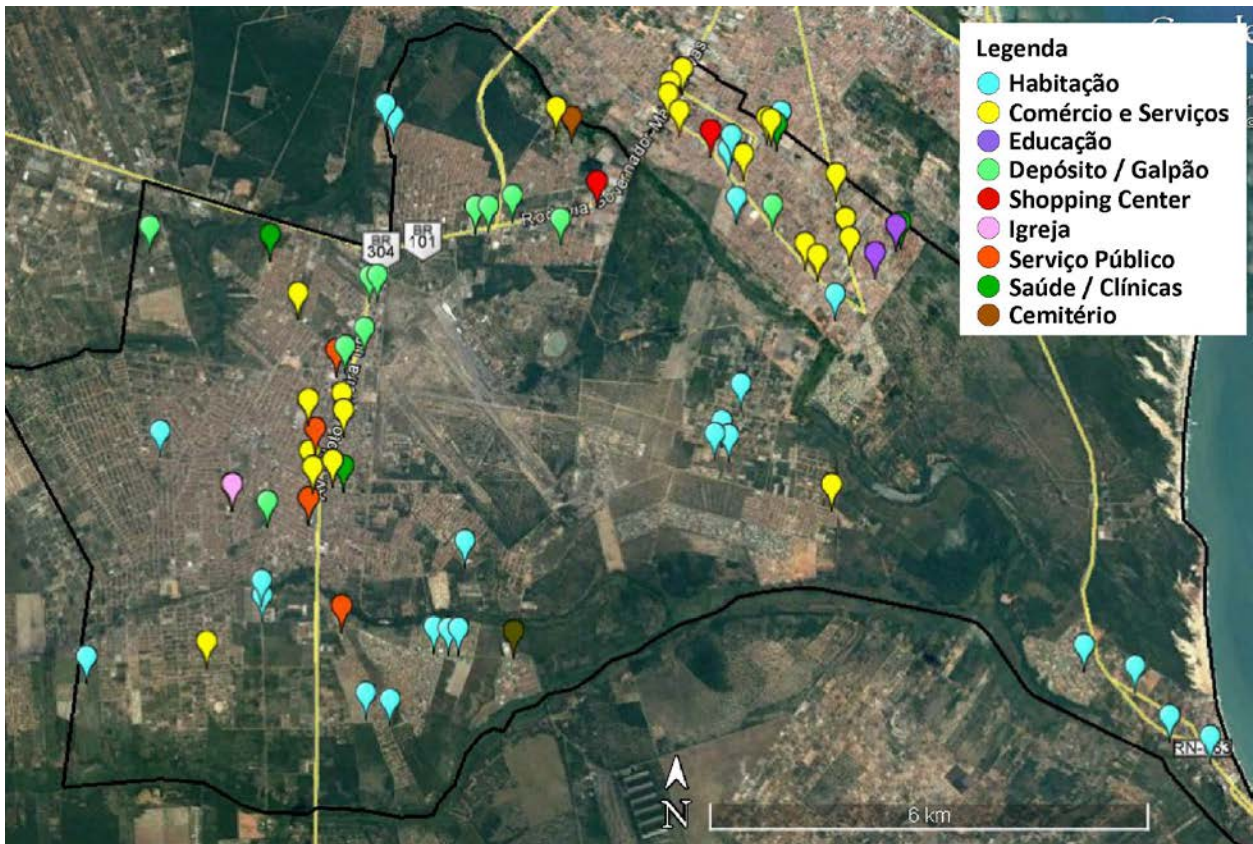 Legenda
Habitação
Comércio e Serviços
Educação
Depósito / Galpão
Shopping Center
Igreja
Serviço Público
Saúde / Clínicas
Cemitério
BR
304
BR
101
N
6 km